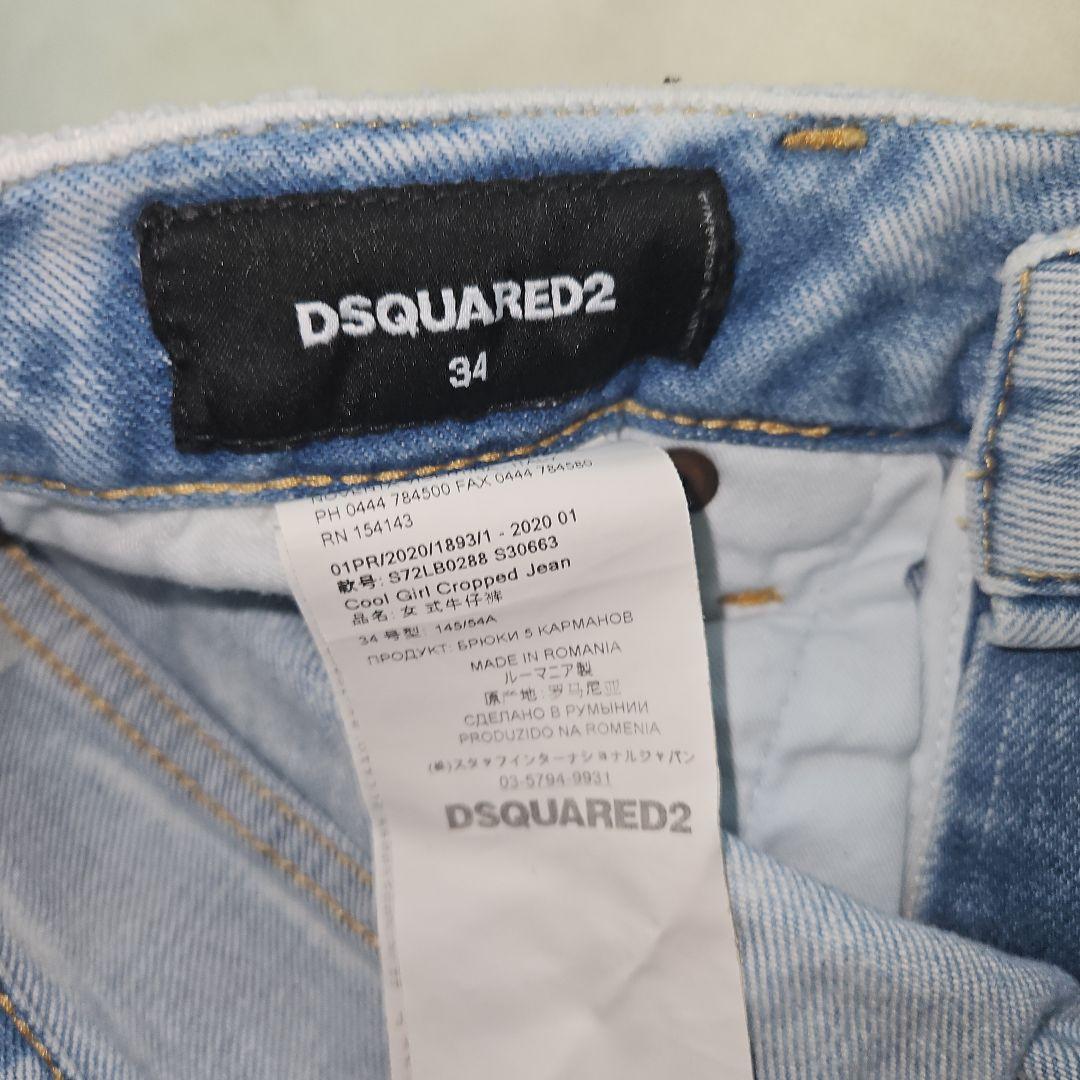 DSQUARED2
34
PH 0444 784500 FAX 0444 784580
RN 154143
01PR/2020/1893/1 - 2020 01
款号: S72LB0288 S30663
Cool Girl Cropped Jean
品名: 女 式牛仔裤
34 号型: 145/54A
ПРОДУКТ: БРЮКИ 5 КАРМАНОВ
MADE IN ROMANIA
ルーマニア製
原产地: 罗马尼亚
СДЕЛАНО В РУМЫНИИ
PRODUZIDO NA ROMENIA
(株)スタッフインターナショナルジャパン
03-5794-9931
DSQUARED2